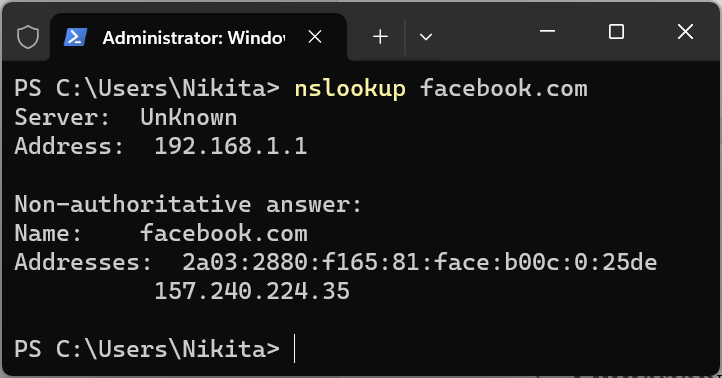 Administrator: Window
PS C:\Users\Nikita> nslookup facebook.com
Server:  UnKnown
Address:  192.168.1.1
Non-authoritative answer:
Name:    facebook.com
Addresses:  2a03:2880:f165:81:face:b00c:0:25de
157.240.224.35
PS C:\Users\Nikita>